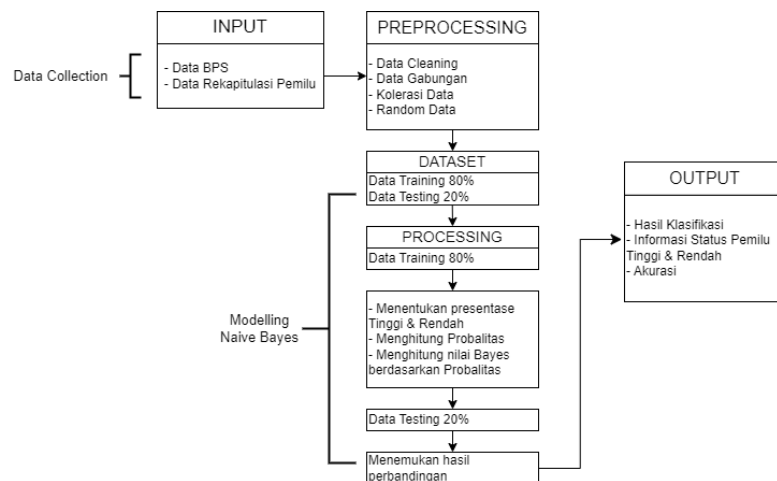 INPUT
- Data BPS
- Data Rekapitulasi Pemilu
Data Collection
PREPROCESSING
- Data Cleaning
- Data Gabungan
- Kolerasi Data
- Random Data
DATASET
Data Training 80%
Data Testing 20%
PROCESSING
Data Training 80%
Modelling
Naive Bayes
- Menentukan presentase
Tinggi & Rendah
- Menghitung Probalitas
- Menghitung nilai Bayes
berdasarkan Probalitas
Data Testing 20%
Menemukan hasil
perbandingan
OUTPUT
- Hasil Klasifikasi
- Informasi Status Pemilu
Tinggi & Rendah
- Akurasi